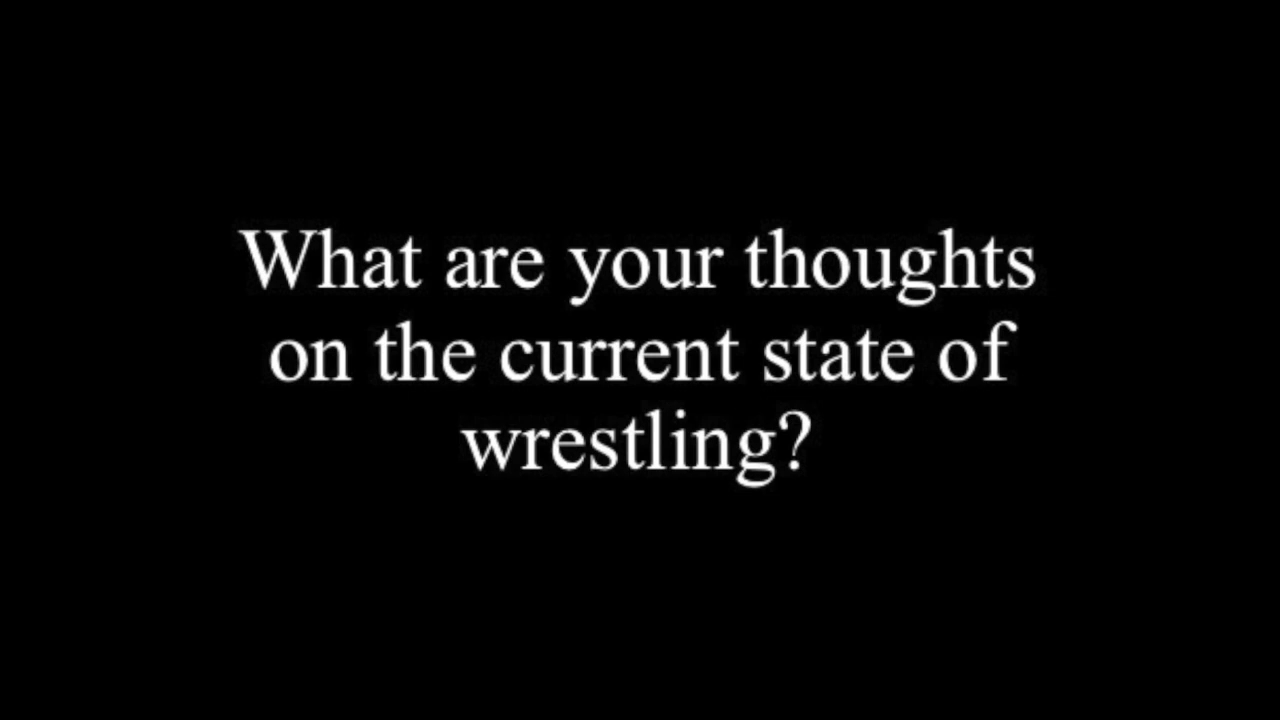 What are your thoughts
on the current state of
wrestling?